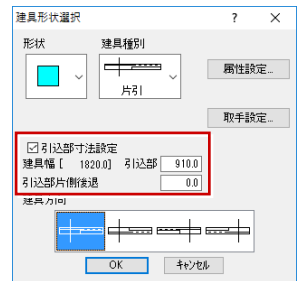 建具形状選択 ? ×
形状 建具種別
片引
属性設定...
取手設定...
☑引込部寸法設定
建具幅 [ 1820.0] 引込部 910.0
引込部片側後退 0.0
建具方向
OK キャンセル